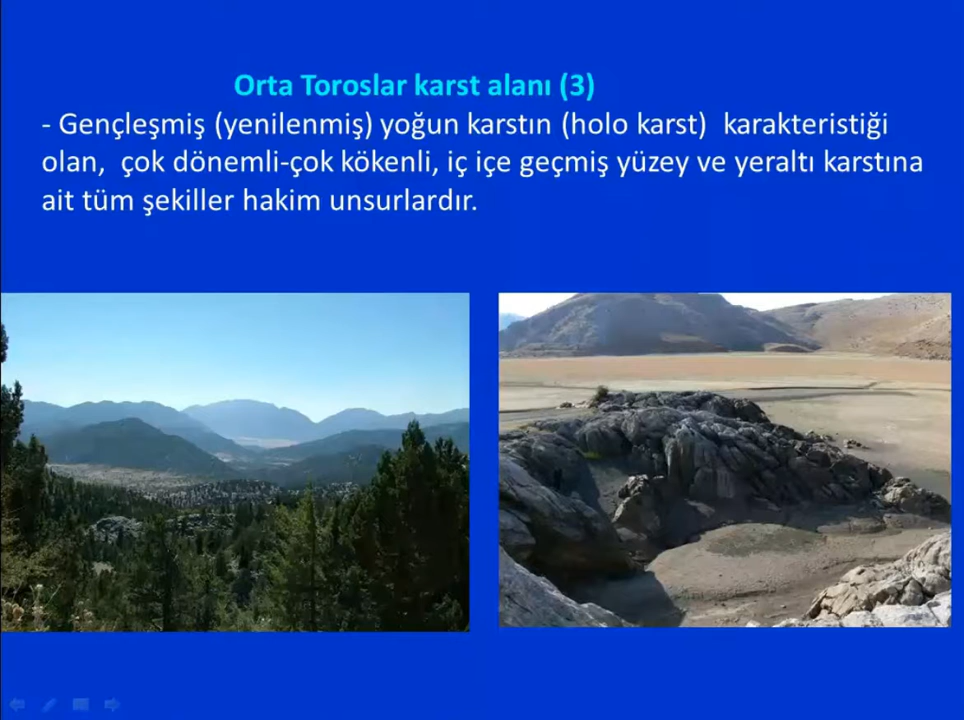 Orta Toroslar karst alanı (3)
- Gençleşmiş (yenilenmiş) yoğun karstın (holo karst)  karakteristiği
olan,  çok dönemli-çok kökenli, iç içe geçmiş yüzey ve yeraltı karstına
ait tüm şekiller hakim unsurlardır.